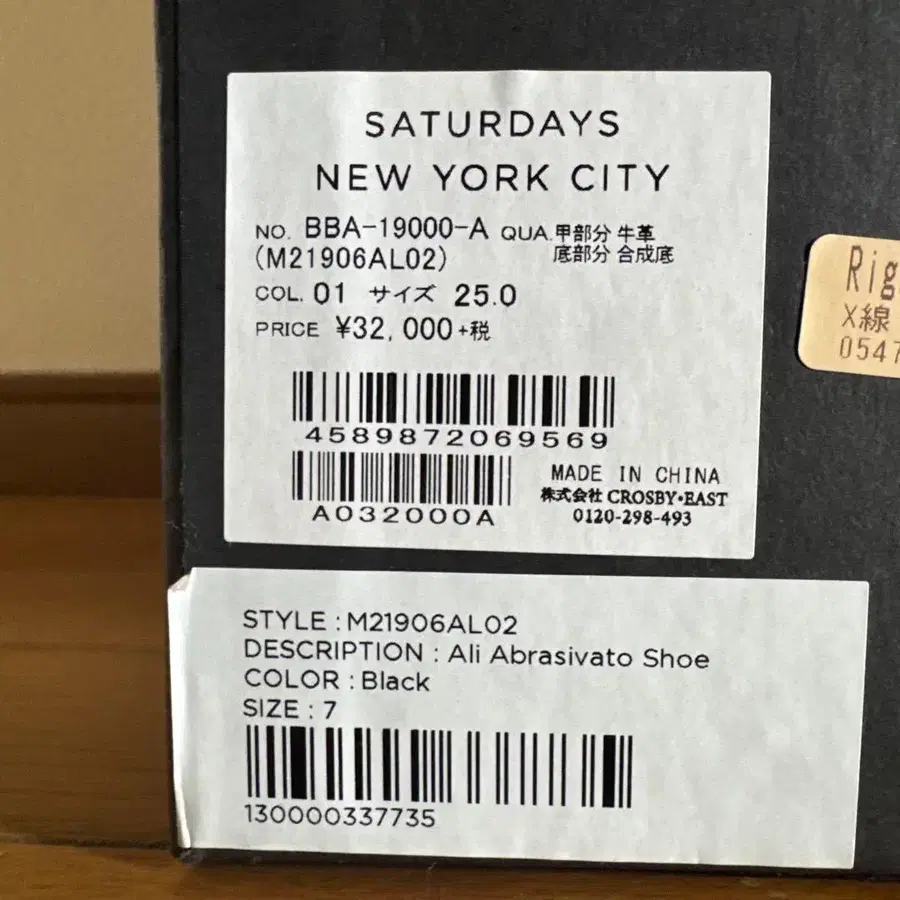 SATURDAYS
NEW YORK CITY
NO. BBA-19000-A QUA.甲部分 牛革
(M21906AL02) 底部分 合成底
COL. 01 サイズ 25.0
PRICE ¥32,000+税
4589872069569
MADE IN CHINA
株式会社 CROSBY・EAST
A032000A 0120-298-493
X線
0547
STYLE : M21906AL02
DESCRIPTION : Ali Abrasivato Shoe
COLOR : Black
SIZE : 7
130000337735